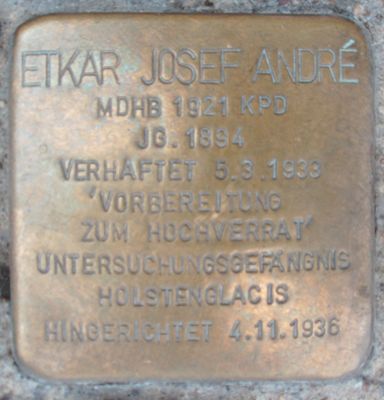 ETKAR JOSEF ANDRÉ
MDHB 1921 KPD
JG. 1894
VERHAFTET 5.3.1933
'VORBEREITUNG
ZUM HOCHVERRAT'
UNTERSUCHUNGSGEFÄNGNIS
HOLSTENGLACIS
HINGERICHTET 4.11.1936